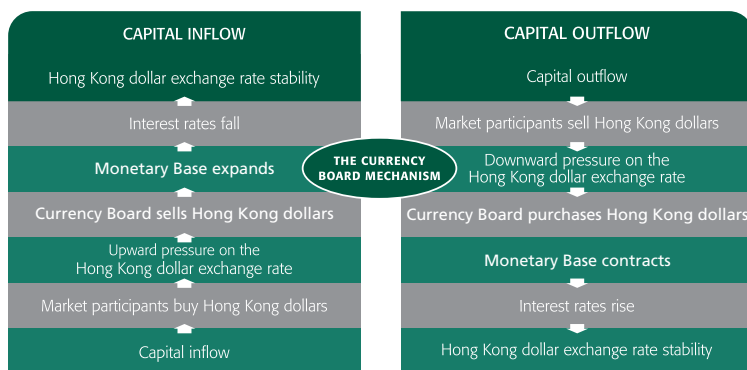 CAPITAL INFLOW
Hong Kong dollar exchange rate stability
Interest rates fall
Monetary Base expands
Currency Board sells Hong Kong dollars
Upward pressure on the
Hong Kong dollar exchange rate
Market participants buy Hong Kong dollars
Capital inflow
THE CURRENCY
BOARD MECHANISM
CAPITAL OUTFLOW
Capital outflow
Market participants sell Hong Kong dollars
Downward pressure on the
Hong Kong dollar exchange rate
Currency Board purchases Hong Kong dollars
Monetary Base contracts
Interest rates rise
Hong Kong dollar exchange rate stability